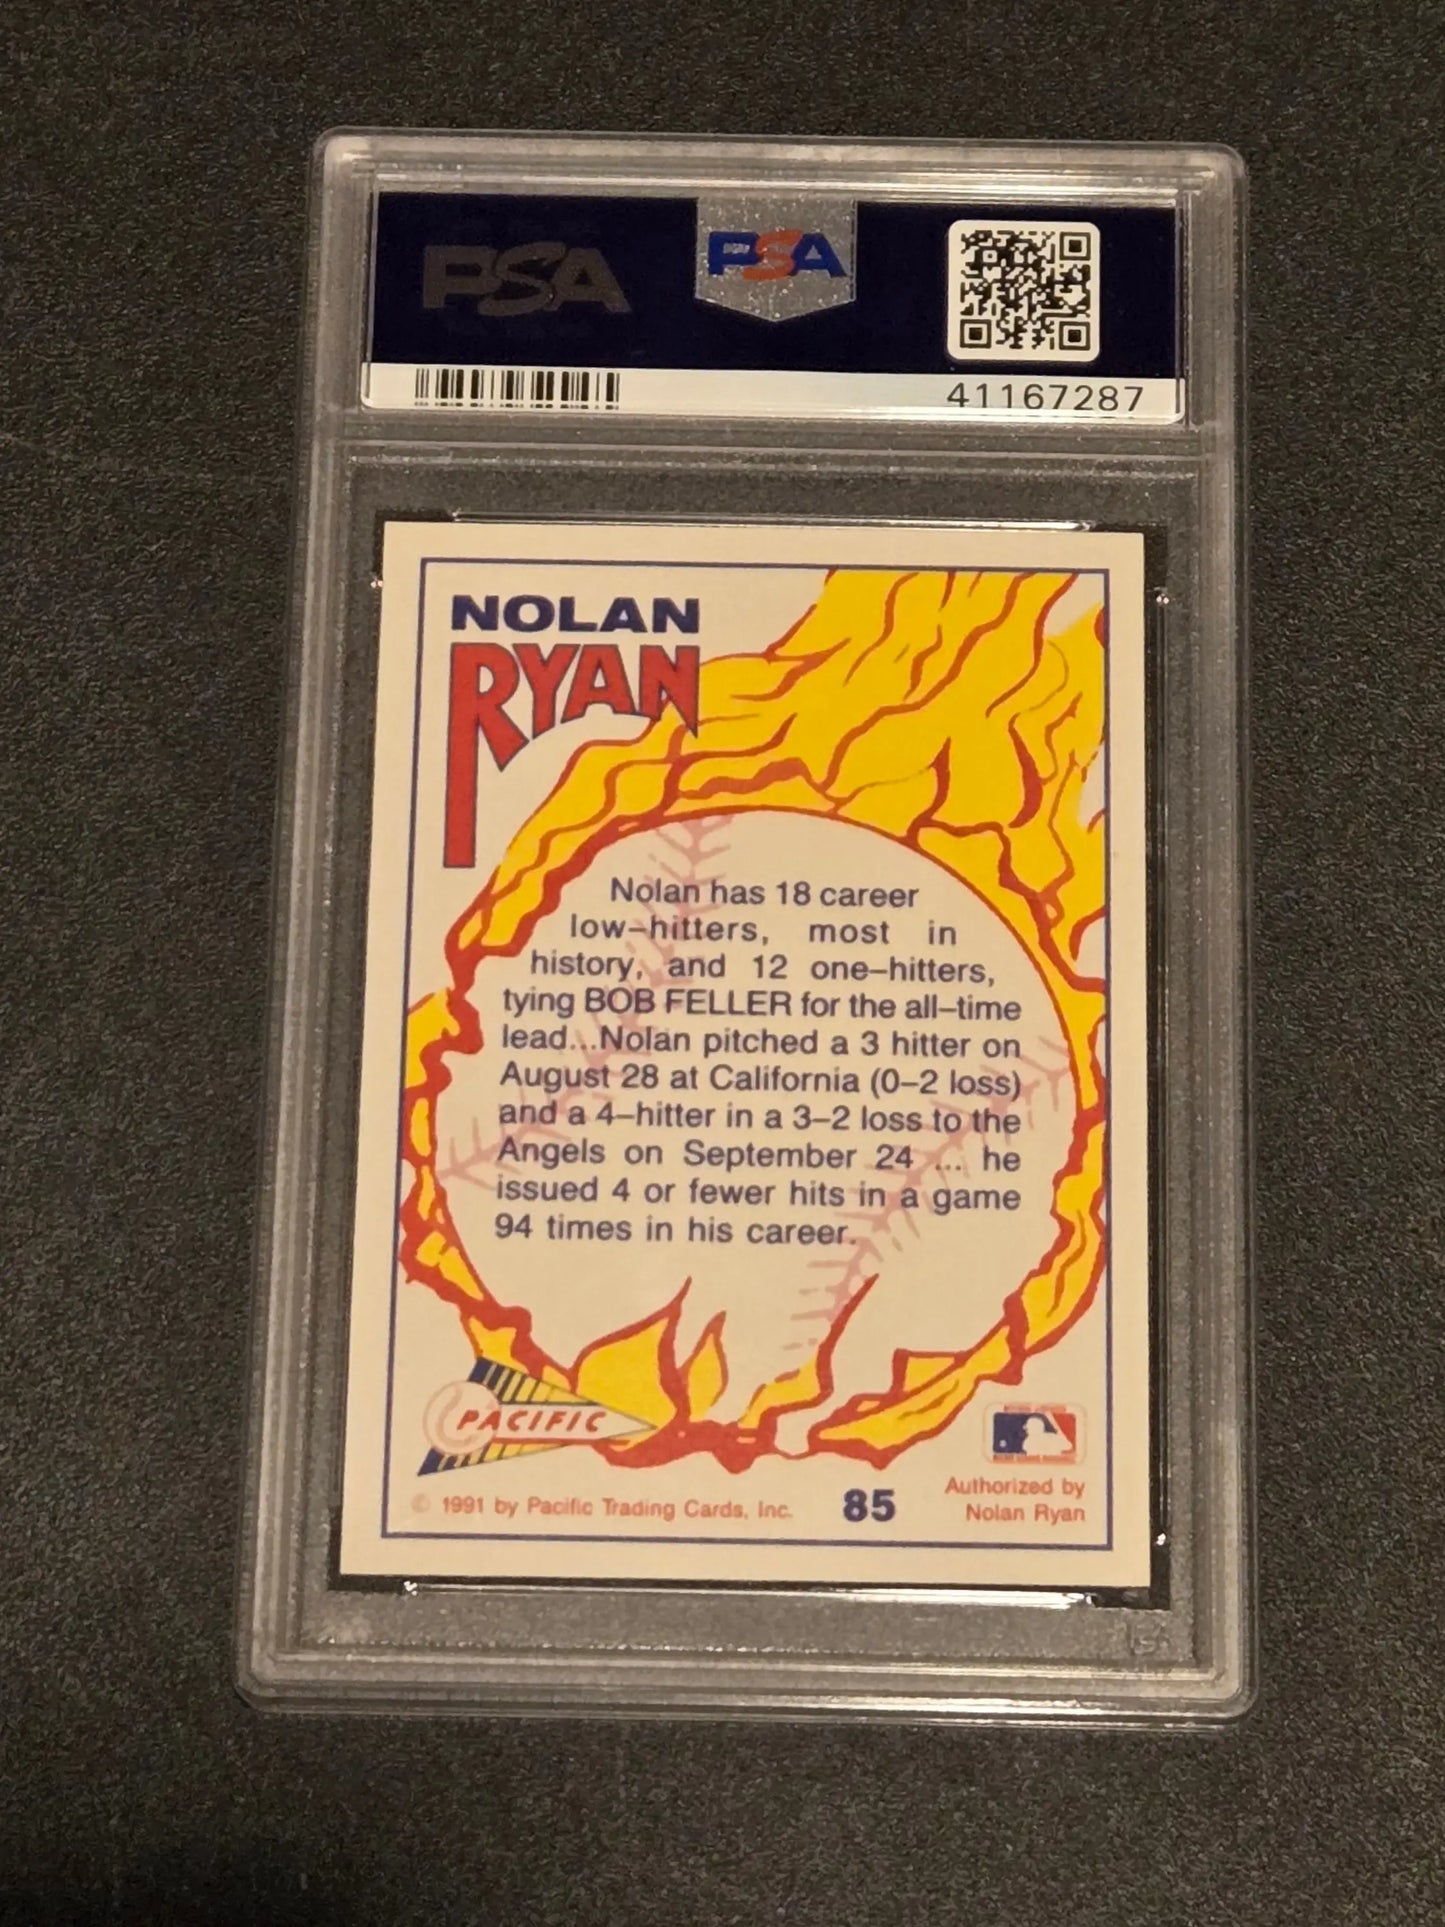 PSA
PSA
41167287
NOLAN
RYAN
Nolan has 18 career
low–hitters, most in
history, and 12 one–hitters,
tying BOB FELLER for the all–time
lead...Nolan pitched a 3 hitter on
August 28 at California (0–2 loss)
and a 4–hitter in a 3–2 loss to the
Angels on September 24 ... he
issued 4 or fewer hits in a game
94 times in his career.
PACIFIC
© 1991 by Pacific Trading Cards, Inc.
85
Authorized by
Nolan Ryan